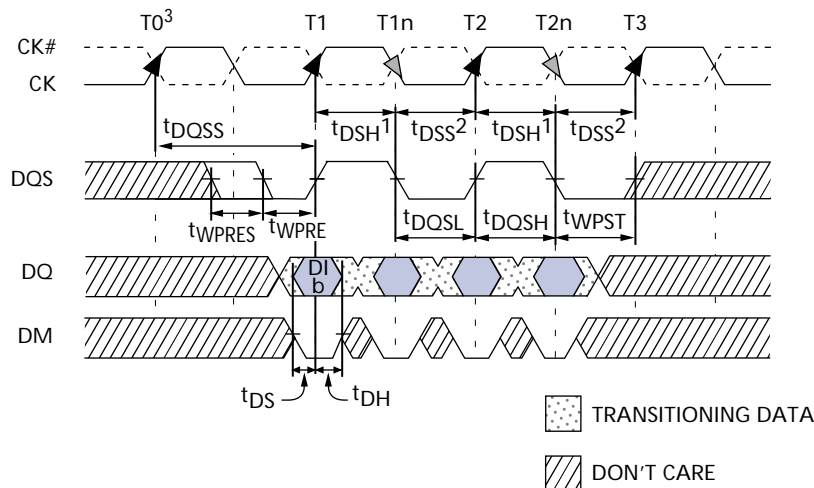 T0³ T1 T1n T2 T2n T3
CK#
CK
tDQSS tDSH¹ tDSS² tDSH¹ tDSS²
DQS
tWPRES tWPRE tDQSL tDQSH tWPST
DQ DI
b
DM
tDS tDH
TRANSITIONING DATA
DON'T CARE